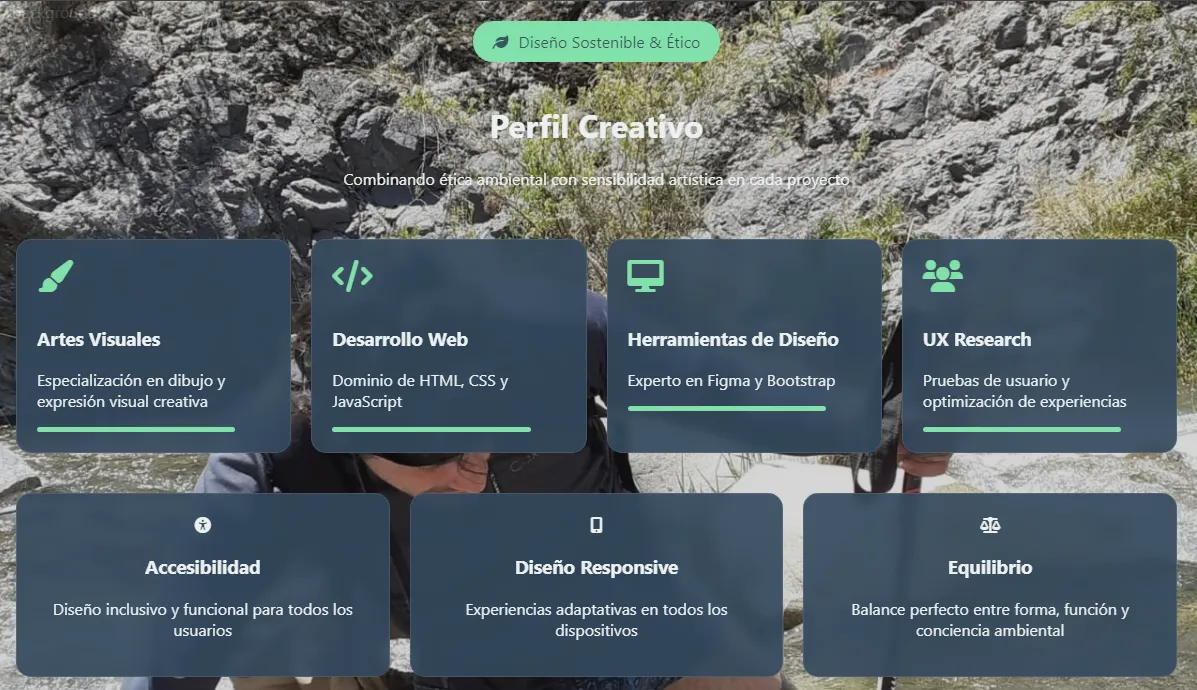 Diseño Sostenible & Ético
Perfil Creativo
Combinando ética ambiental con sensibilidad artística en cada proyecto
Artes Visuales
Especialización en dibujo y
expresión visual creativa
Desarrollo Web
Dominio de HTML, CSS y
JavaScript
Herramientas de Diseño
Experto en Figma y Bootstrap
UX Research
Pruebas de usuario y
optimización de experiencias
Accesibilidad
Diseño inclusivo y funcional para todos los
usuarios
Diseño Responsive
Experiencias adaptativas en todos los
dispositivos
Equilibrio
Balance perfecto entre forma, función y
conciencia ambiental